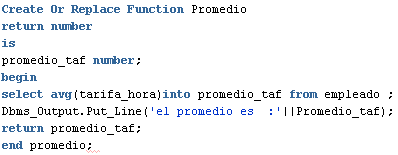 Create Or Replace Function Promedio
return number
is
promedio_taf number;
begin
select avg(tarifa_hora)into promedio_taf from empleado ;
Dbms_Output.Put_Line('el promedio es  :'||Promedio_taf);
return promedio_taf;
end promedio;